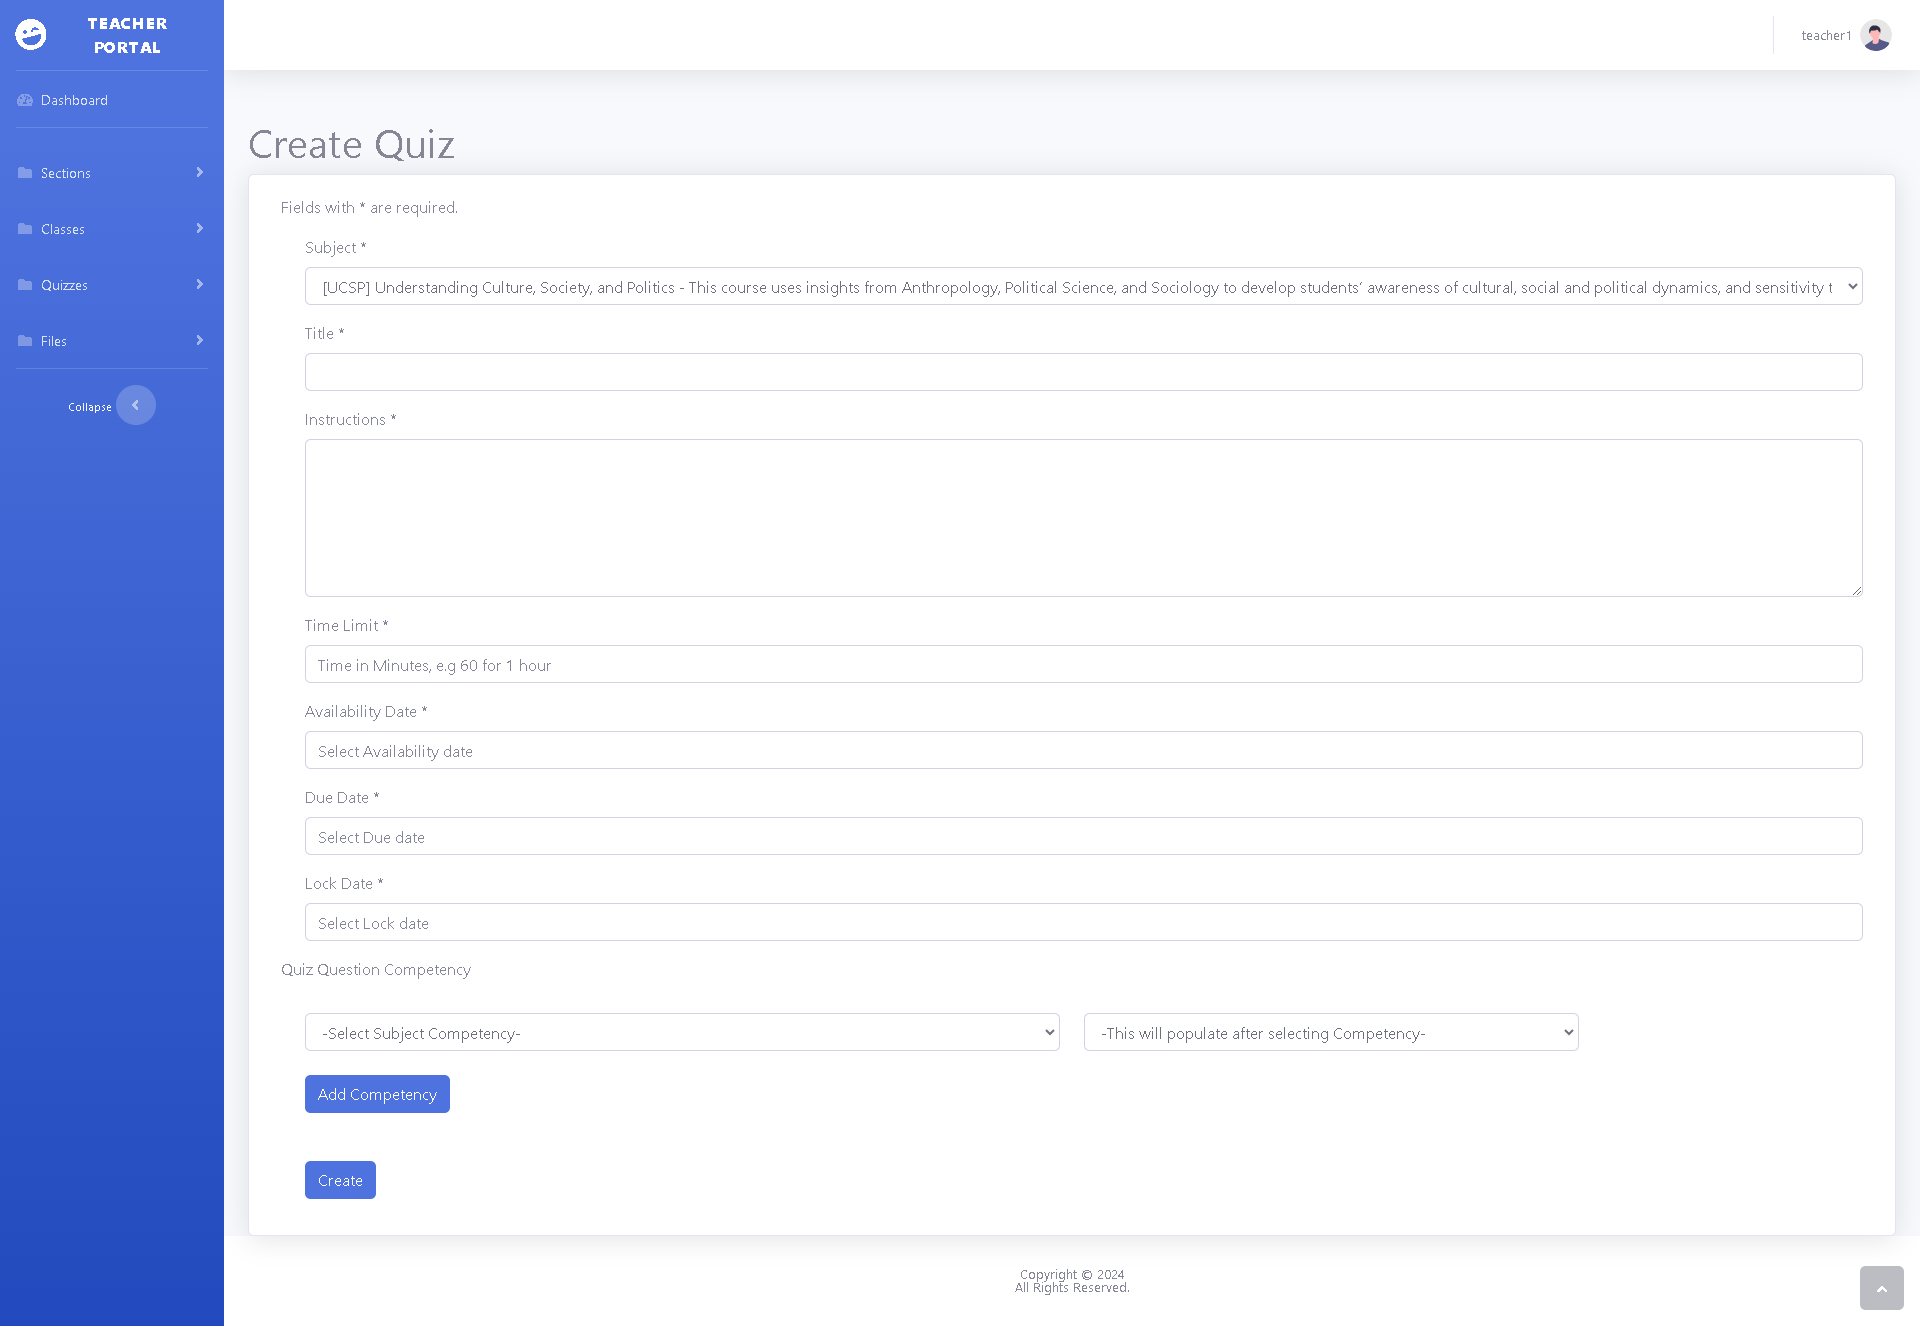 TEACHER
PORTAL
teacher1
Dashboard
Sections
Classes
Quizzes
Files
Collapse
Create Quiz
Fields with * are required.
Subject *
[UCSP] Understanding Culture, Society, and Politics - This course uses insights from Anthropology, Political Science, and Sociology to develop students' awareness of cultural, social and political dynamics, and sensitivity t
Title *
Instructions *
Time Limit *
Time in Minutes, e.g 60 for 1 hour
Availability Date *
Select Availability date
Due Date *
Select Due date
Lock Date *
Select Lock date
Quiz Question Competency
-Select Subject Competency-
-This will populate after selecting Competency-
Add Competency
Create
Copyright © 2024
All Rights Reserved.